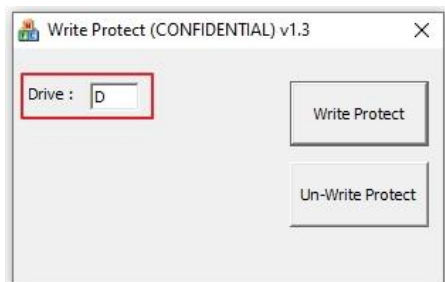 Write Protect (CONFIDENTIAL) v1.3
Drive : D
Write Protect
Un-Write Protect